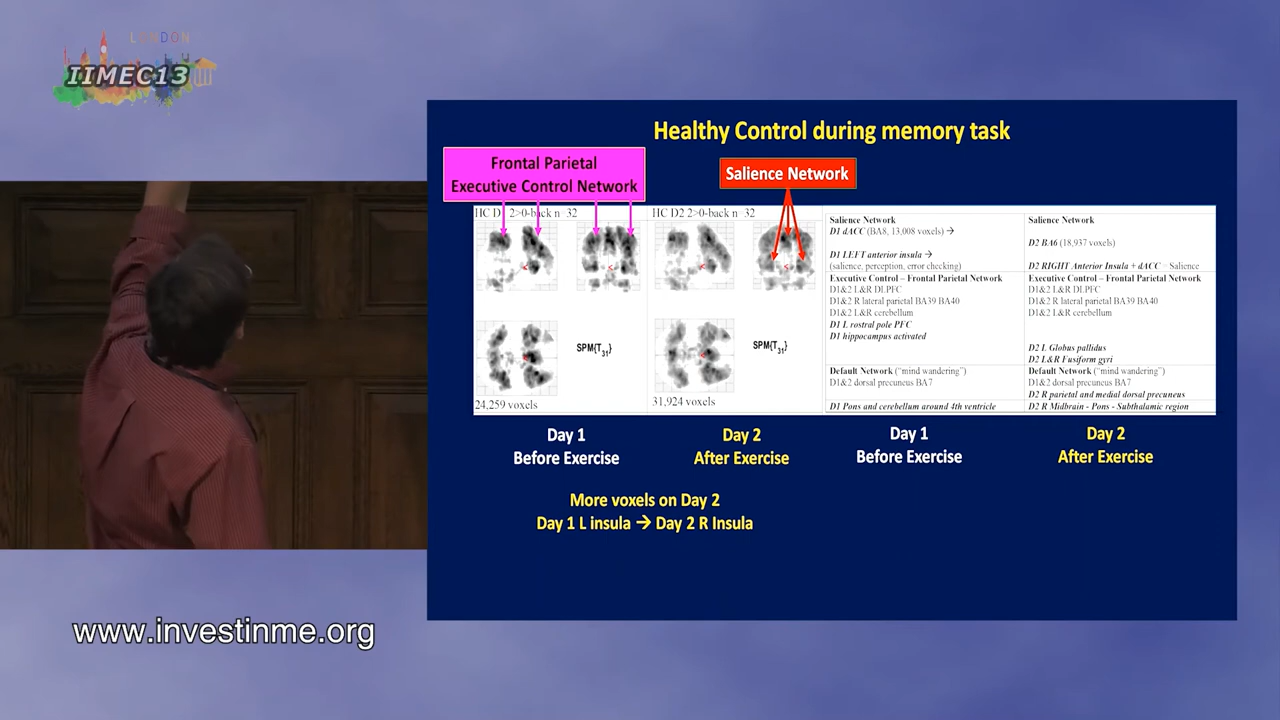 LONDON
IIMEC13
Healthy Control during memory task
Frontal Parietal
Executive Control Network
Salience Network
HC D1 2>0-back n=32
HC D2 2>0-back n=32
SPM{T31}
SPM{T31}
24,259 voxels
31,924 voxels
Salience Network
D1 dACC (BA8, 13,008 voxels) →
D1 LEFT anterior insula →
(salience, perception, error checking)
Executive Control – Frontal Parietal Network
D1&2 L&R DLPFC
D1&2 R lateral parietal BA39 BA40
D1&2 L&R cerebellum
D1 L rostral pole PFC
D1 hippocampus activated
Default Network (“mind wandering”)
D1&2 dorsal precuneus BA7
D1 Pons and cerebellum around 4th ventricle
Salience Network
D2 BA6 (18,937 voxels)
D2 RIGHT Anterior Insula + dACC = Salience
Executive Control – Frontal Parietal Network
D1&2 L&R DLPFC
D1&2 R lateral parietal BA39 BA40
D1&2 L&R cerebellum
D2 L Globus pallidus
D2 L&R Fusiform gyri
Default Network (“mind wandering”)
D1&2 dorsal precuneus BA7
D2 R parietal and medial dorsal precuneus
D2 R Midbrain - Pons - Subthalamic region
Day 1
Before Exercise
Day 2
After Exercise
Day 1
Before Exercise
Day 2
After Exercise
More voxels on Day 2
Day 1 L insula → Day 2 R Insula
www.investinme.org